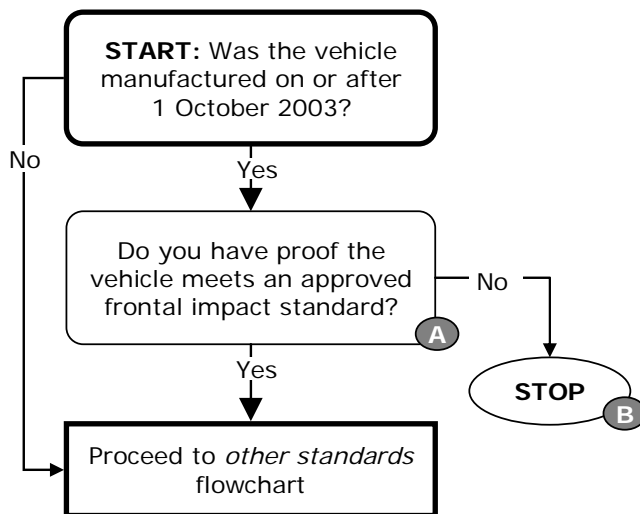 START: Was the vehicle
manufactured on or after
1 October 2003?
No
Yes
Do you have proof the
vehicle meets an approved
frontal impact standard?
No
A
Yes
STOP
B
Proceed to other standards
flowchart